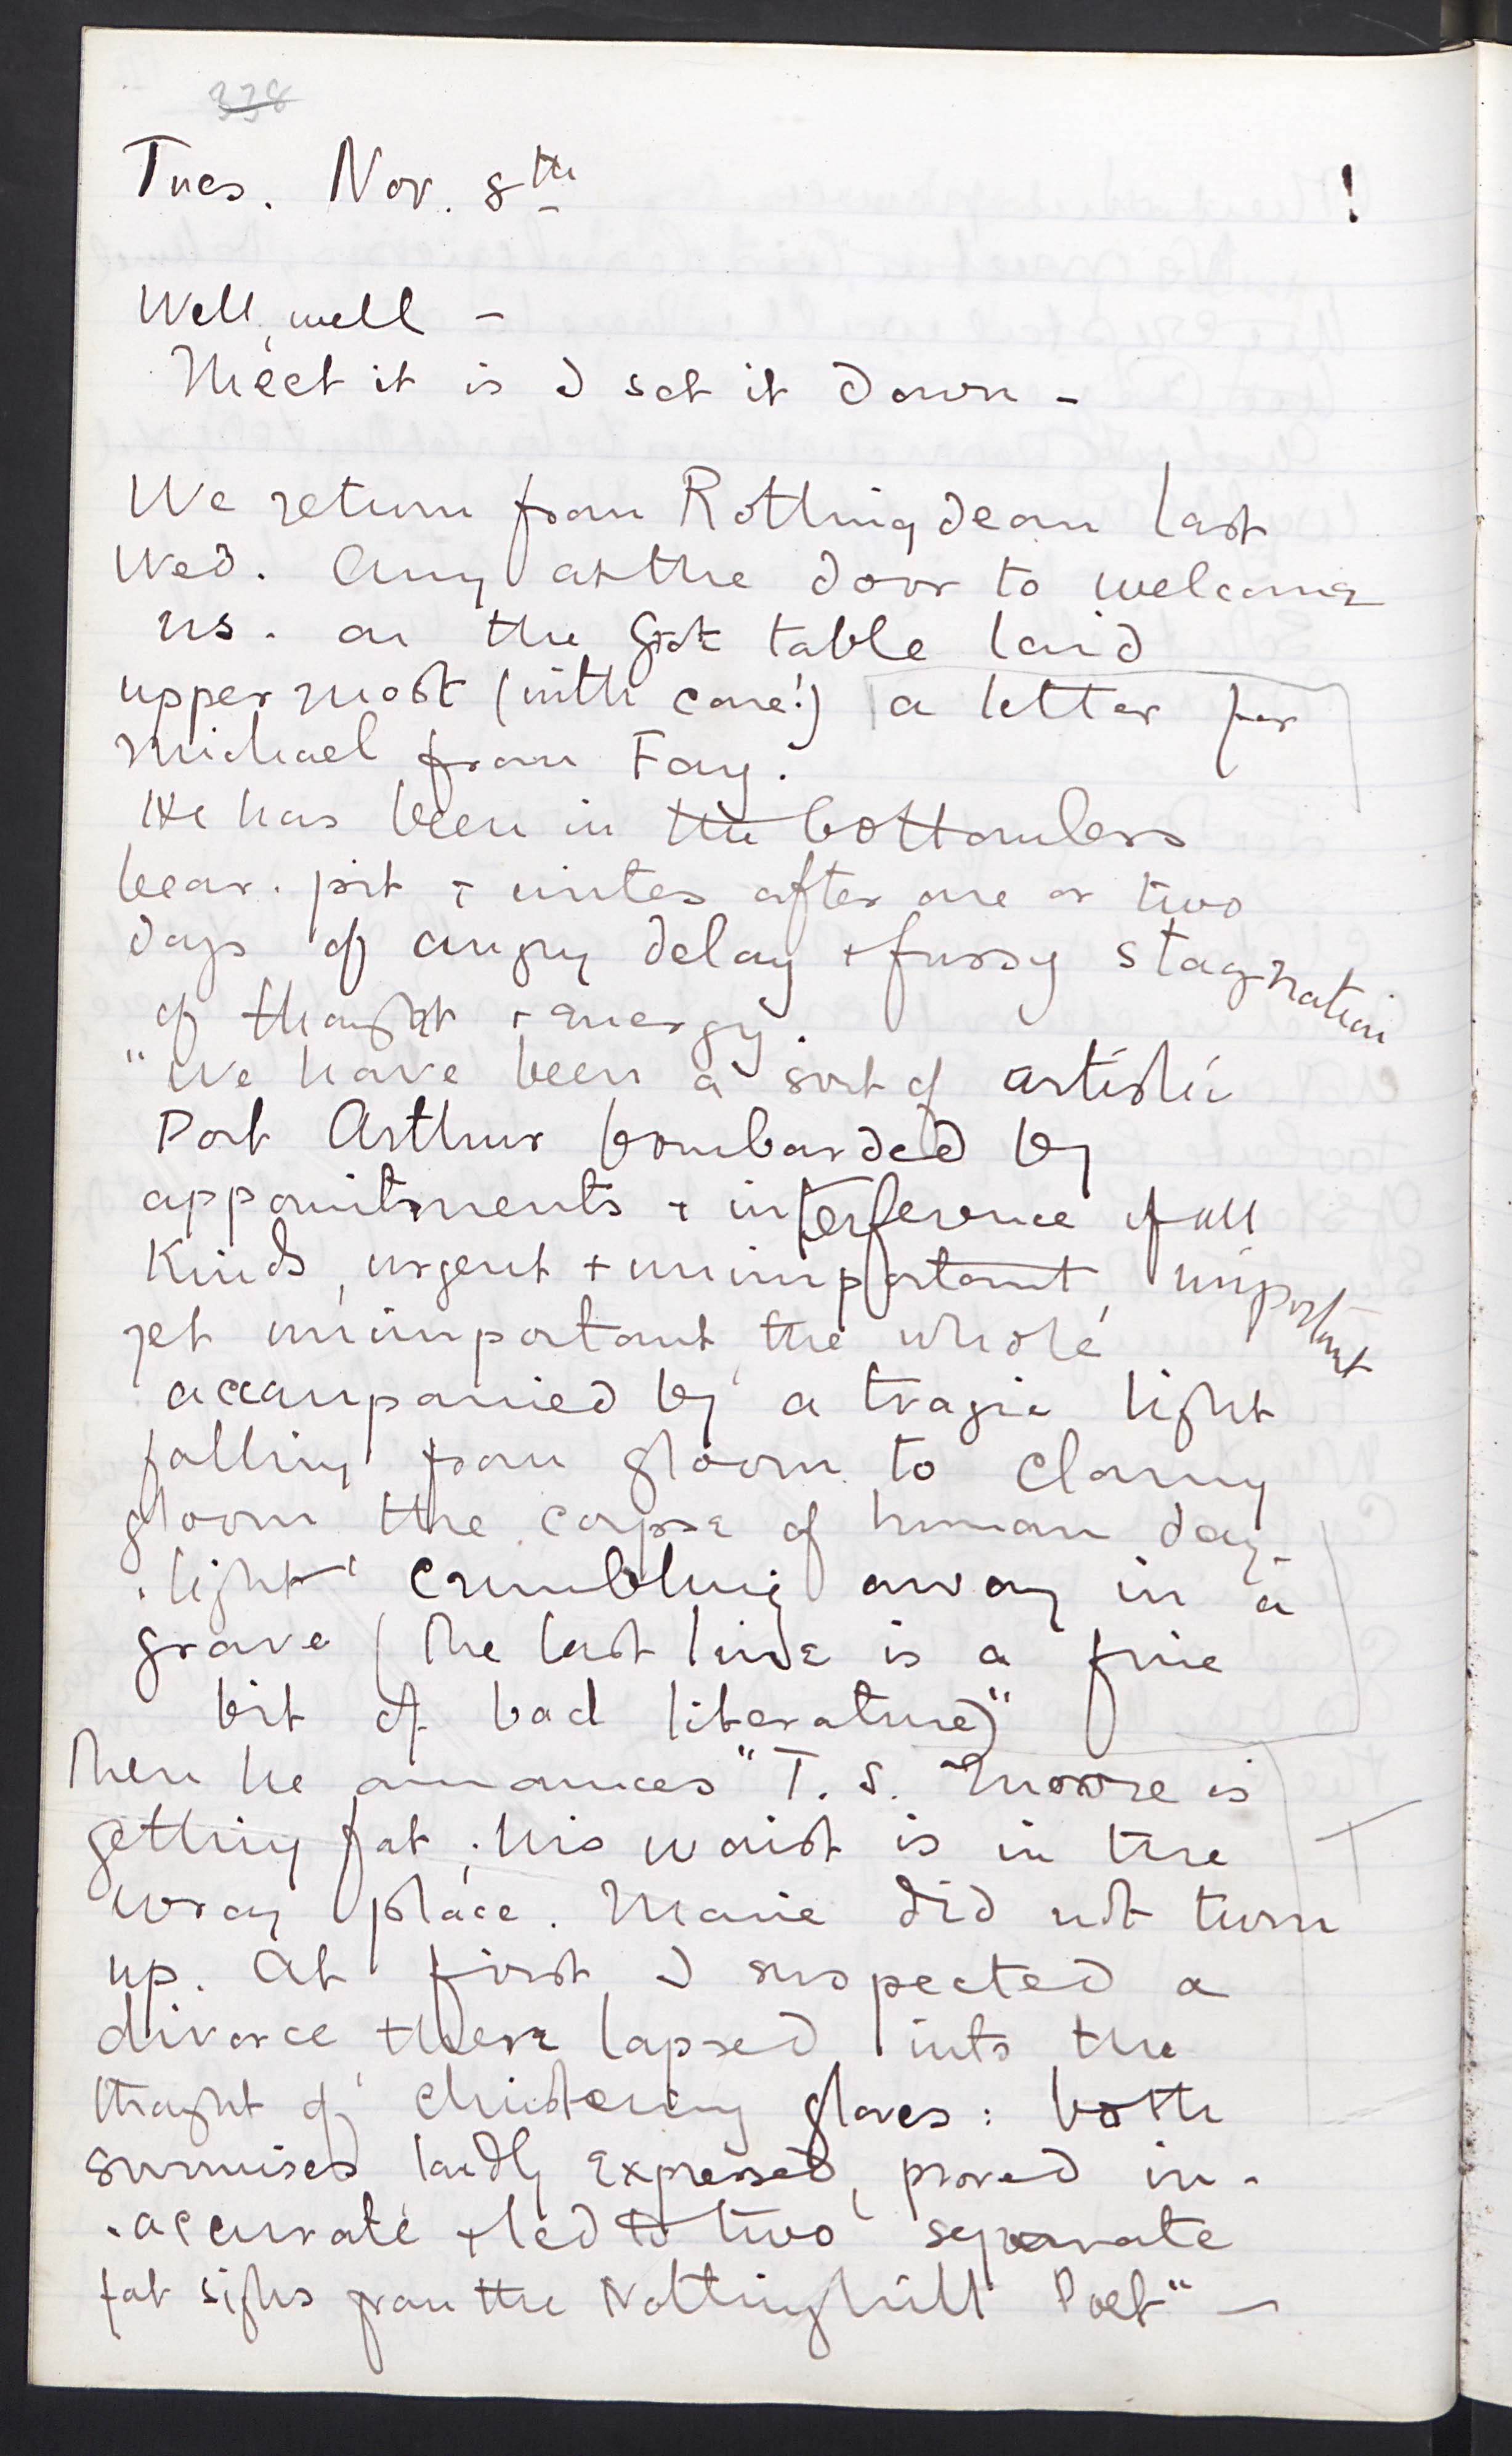 338
Tues. Nov. 8th
!
Well, well –
Meet it is I set it down –
We return from Rottingdean last
Wed. Amy at the door to welcome
us. on the grot table laid
uppermost (with care!) a letter for
Michael from Fay.
He has been in the bottomless
bear-pit & writes after one or two
days of angry delay & fussy stagnation
of thought & energy.
"We have been a sort of artistic
Port Arthur bombarded by
appointments & interference of all
kinds, urgent & unimportant, important
yet unimportant, the whole
accompanied by a tragic light
falling from gloom to clammy
gloom the corpse of human day-
-light' crumbling away in a
grave (The last line is a fine
bit of bad literature)"
Then he announces "T. S. Moore is
getting fat; his waist is in the
wrong place. Marie did not turn
up. At first I suspected a
divorce then lapsed into the
thought of christening gloves: both
surmises loudly expressed, proved in-
-accurate & led to two separate
fat sighs from the Nottinghill Poet" –